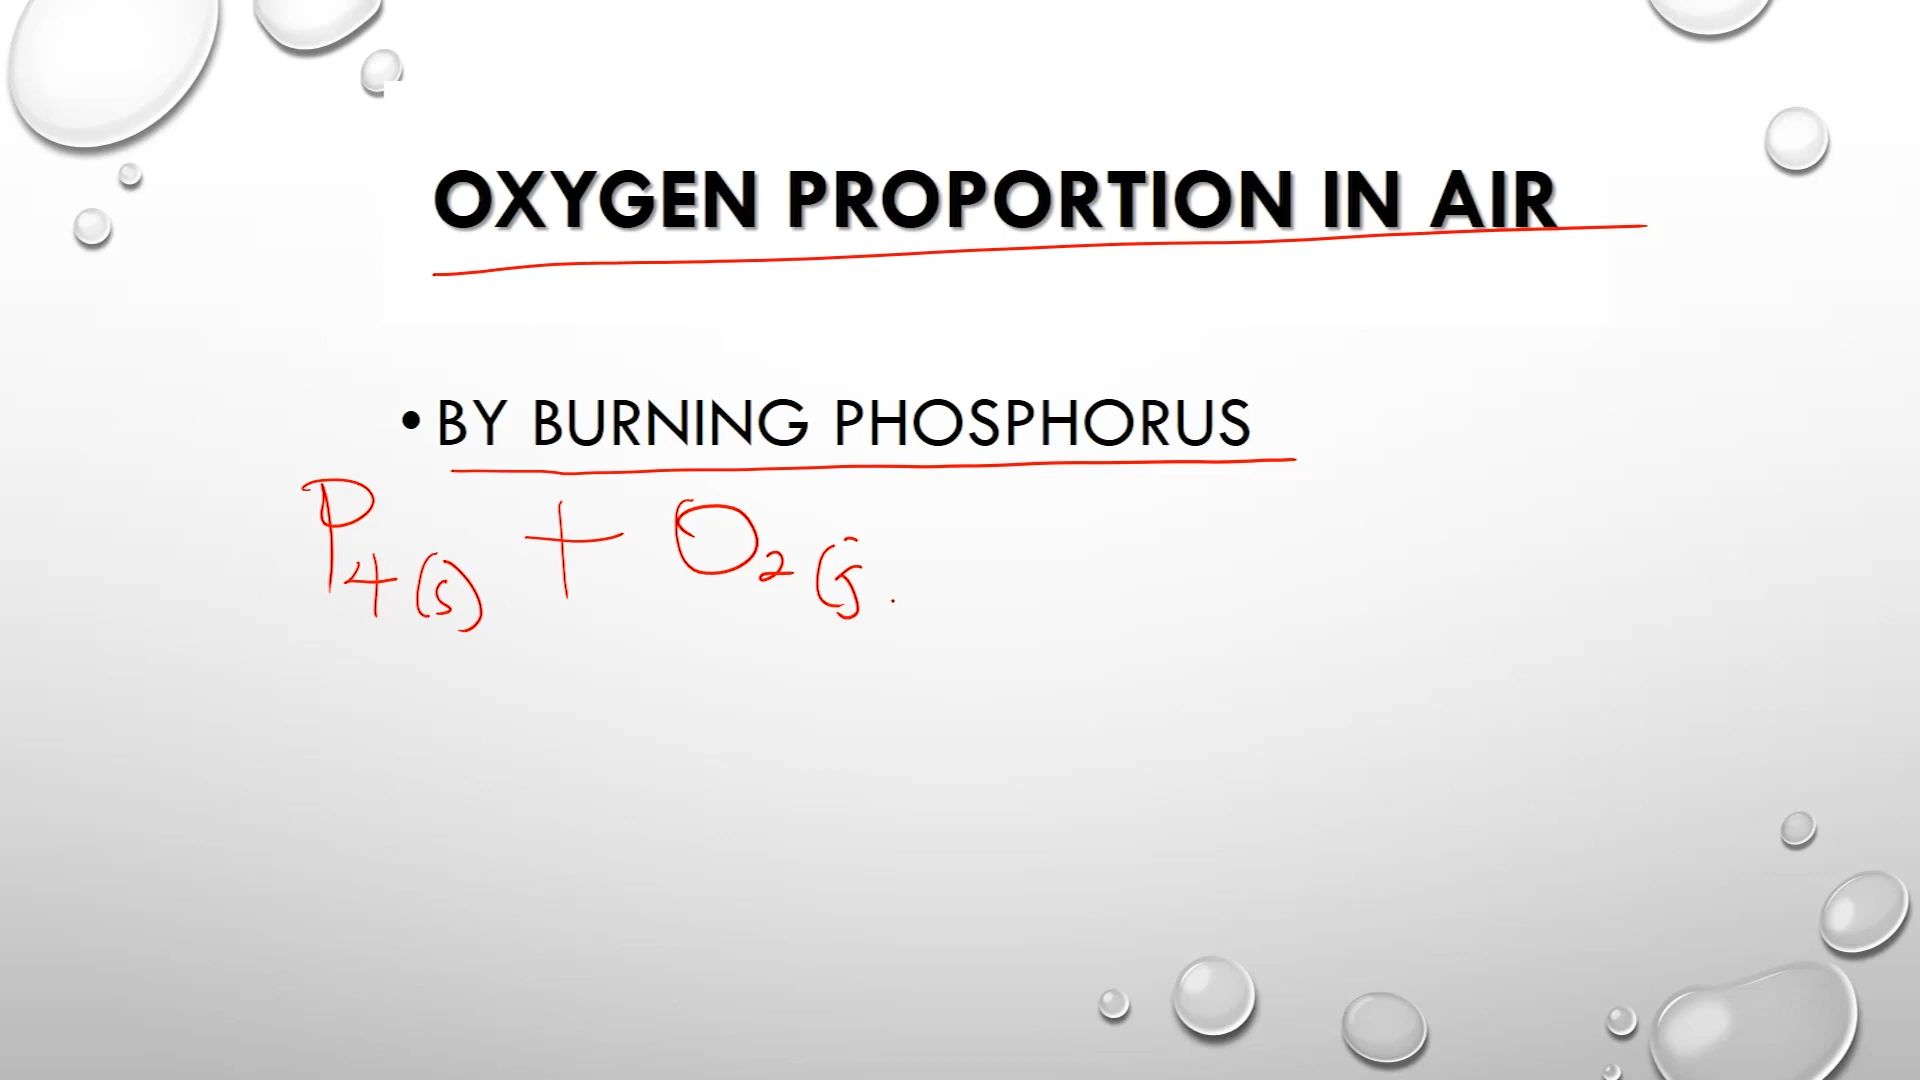 OXYGEN PROPORTION IN AIR
• BY BURNING PHOSPHORUS
P₄(s) + O₂(g